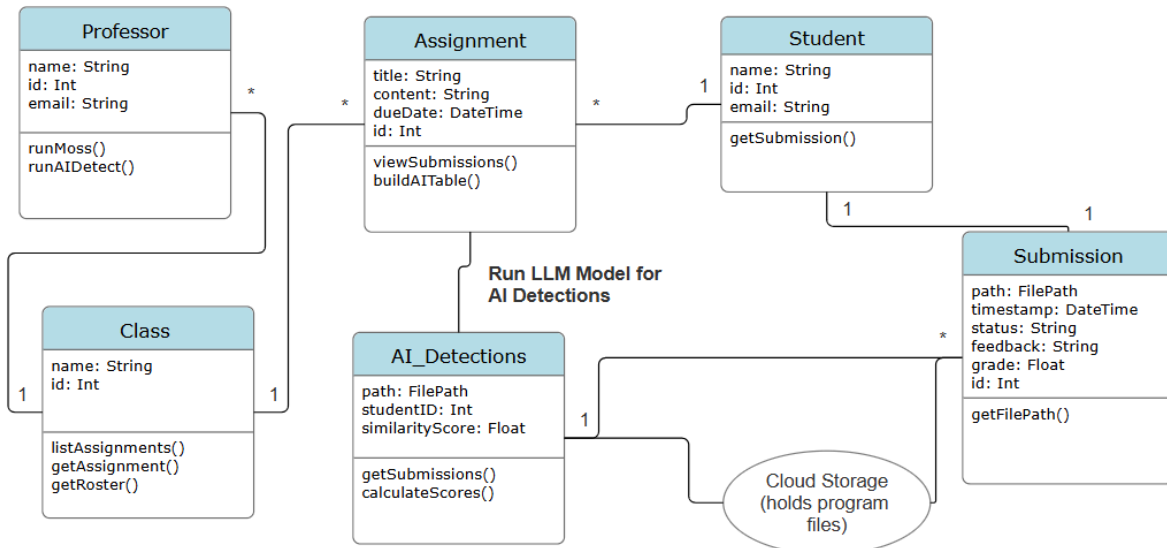 Professor
name: String
id: Int
email: String
runMoss()
runAIDetect()
*
Assignment
title: String
content: String
dueDate: DateTime
id: Int
viewSubmissions()
buildAITable()
*
*
Student
name: String
id: Int
email: String
getSubmission()
1
1
1
Submission
path: FilePath
timestamp: DateTime
status: String
feedback: String
grade: Float
id: Int
getFilePath()
*
Run LLM Model for
AI Detections
Class
name: String
id: Int
listAssignments()
getAssignment()
getRoster()
1
1
AI_Detections
path: FilePath
studentID: Int
similarityScore: Float
getSubmissions()
calculateScores()
1
Cloud Storage
(holds program
files)